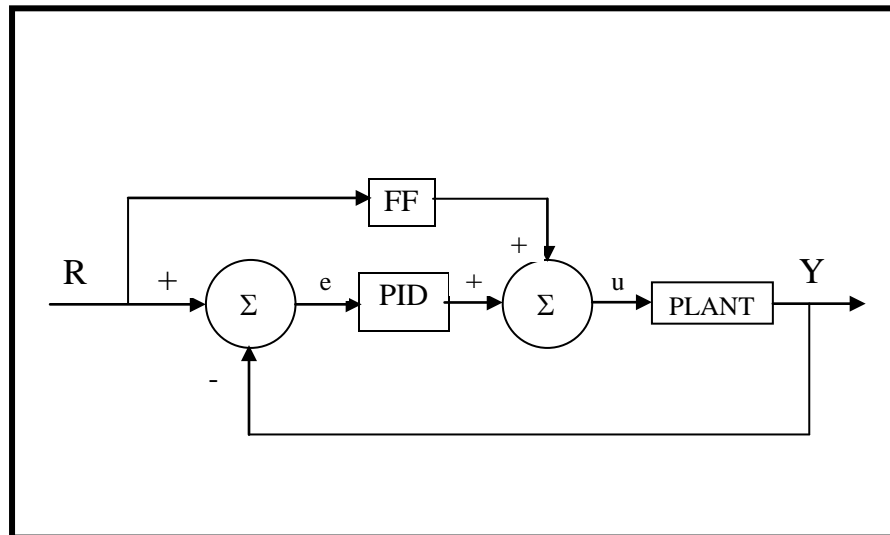 FF
+
R
+
Σ
e
PID
+
Σ
u
PLANT
Y
-